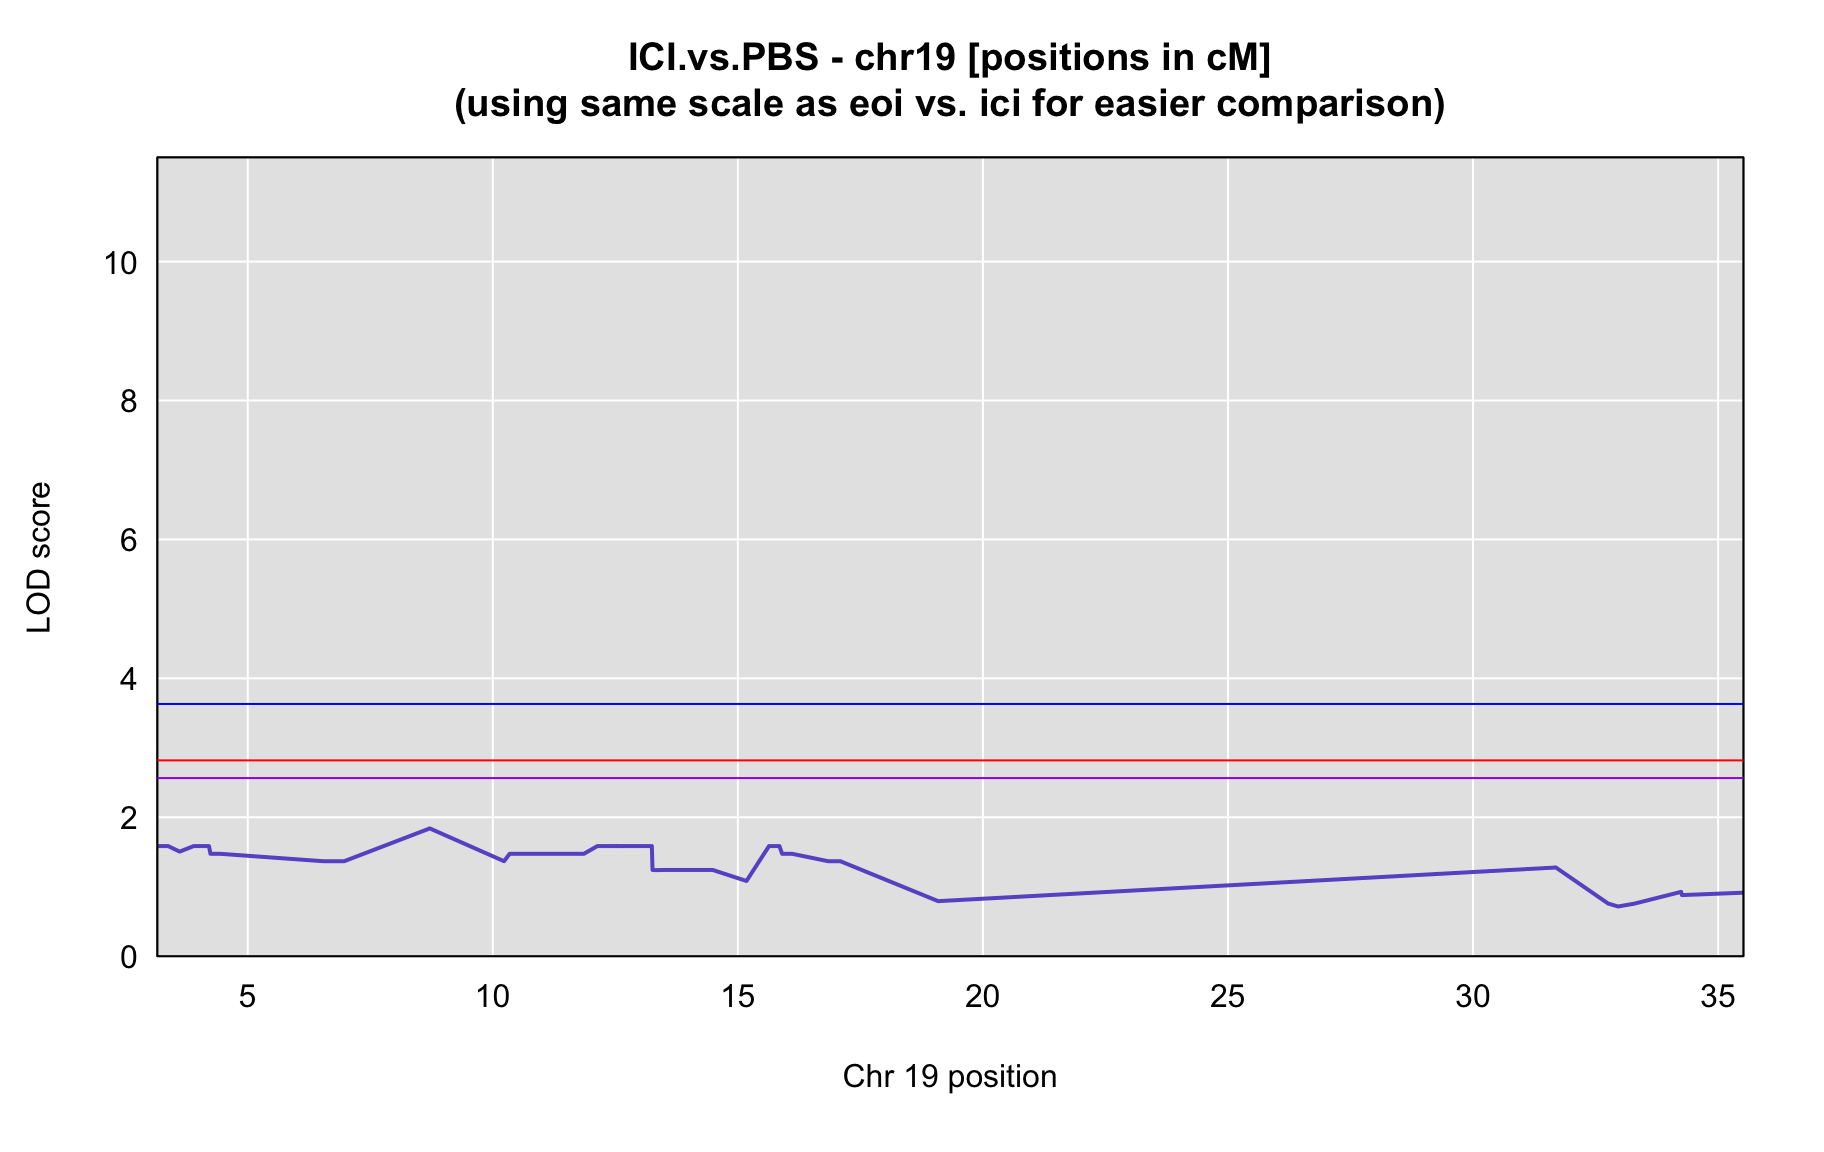 ICI.vs.PBS - chr19 [positions in cM]
(using same scale as eoi vs. ici for easier comparison)
10
8
6
4
2
0
LOD score
5 10 15 20 25 30 35
Chr 19 position